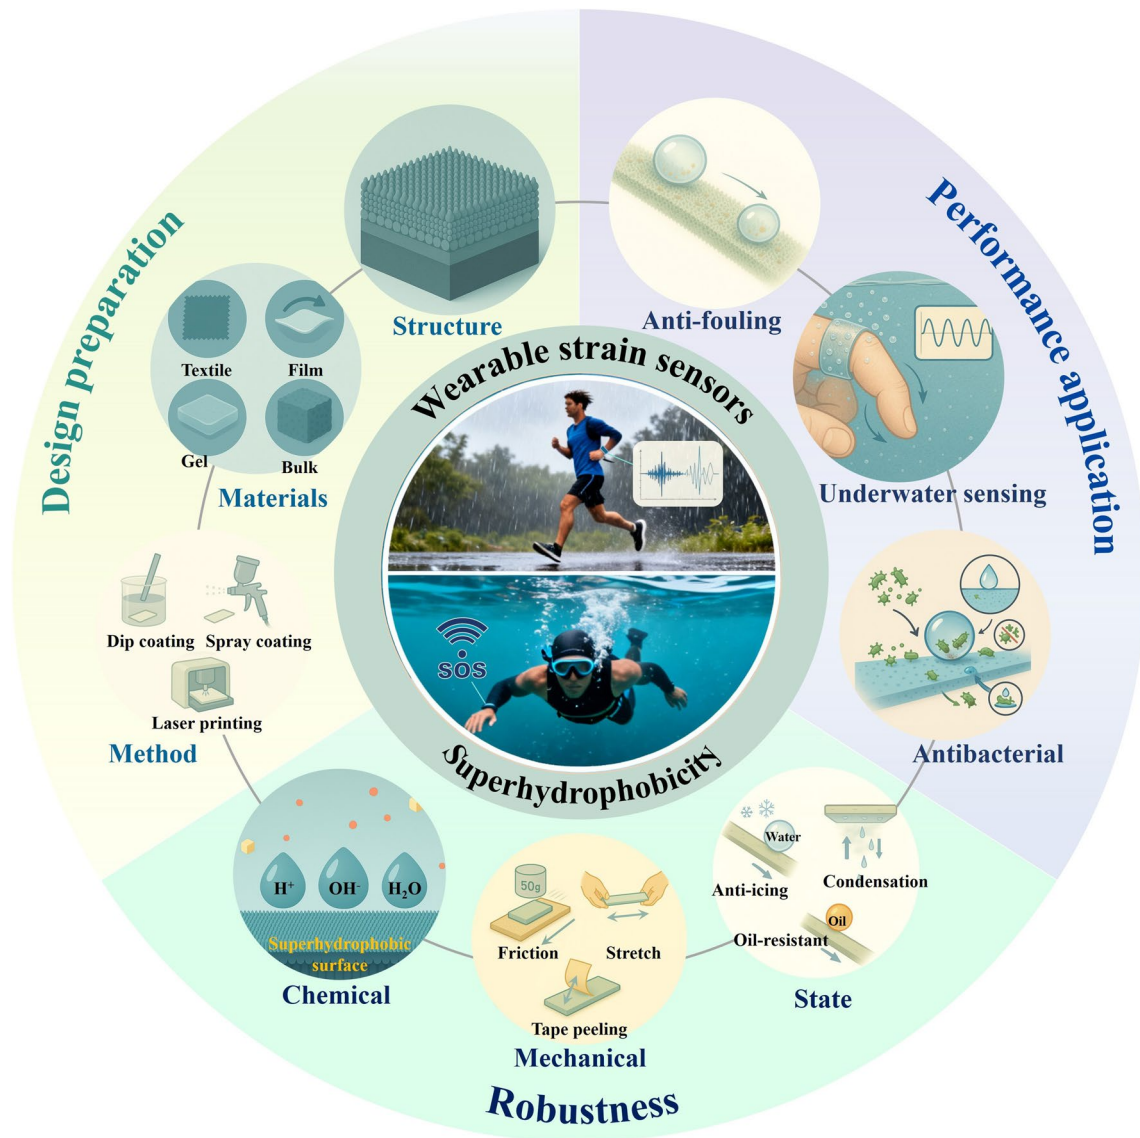 Design preparation
Structure
Textile
Film
Gel
Bulk
Materials
Dip coating
Spray coating
Laser printing
Method
Performance application
Anti-fouling
Underwater sensing
Antibacterial
Wearable strain sensors
SOS
Superhydrophobicity
H⁺
OH⁻
H₂O
Superhydrophobic
surface
Chemical
50g
Friction
Stretch
Tape peeling
Mechanical
Water
Anti-icing
Condensation
Oil
Oil-resistant
State
Robustness